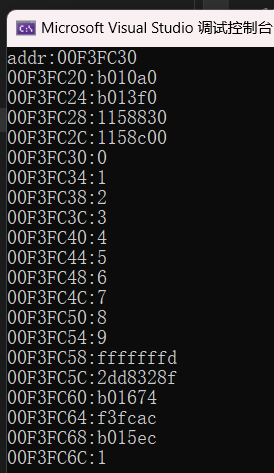 Microsoft Visual Studio 调试控制台
addr:00F3FC30
00F3FC20:b010a0
00F3FC24:b013f0
00F3FC28:1158830
00F3FC2C:1158c00
00F3FC30:0
00F3FC34:1
00F3FC38:2
00F3FC3C:3
00F3FC40:4
00F3FC44:5
00F3FC48:6
00F3FC4C:7
00F3FC50:8
00F3FC54:9
00F3FC58:fffffffd
00F3FC5C:2dd8328f
00F3FC60:b01674
00F3FC64:f3fcac
00F3FC68:b015ec
00F3FC6C:1